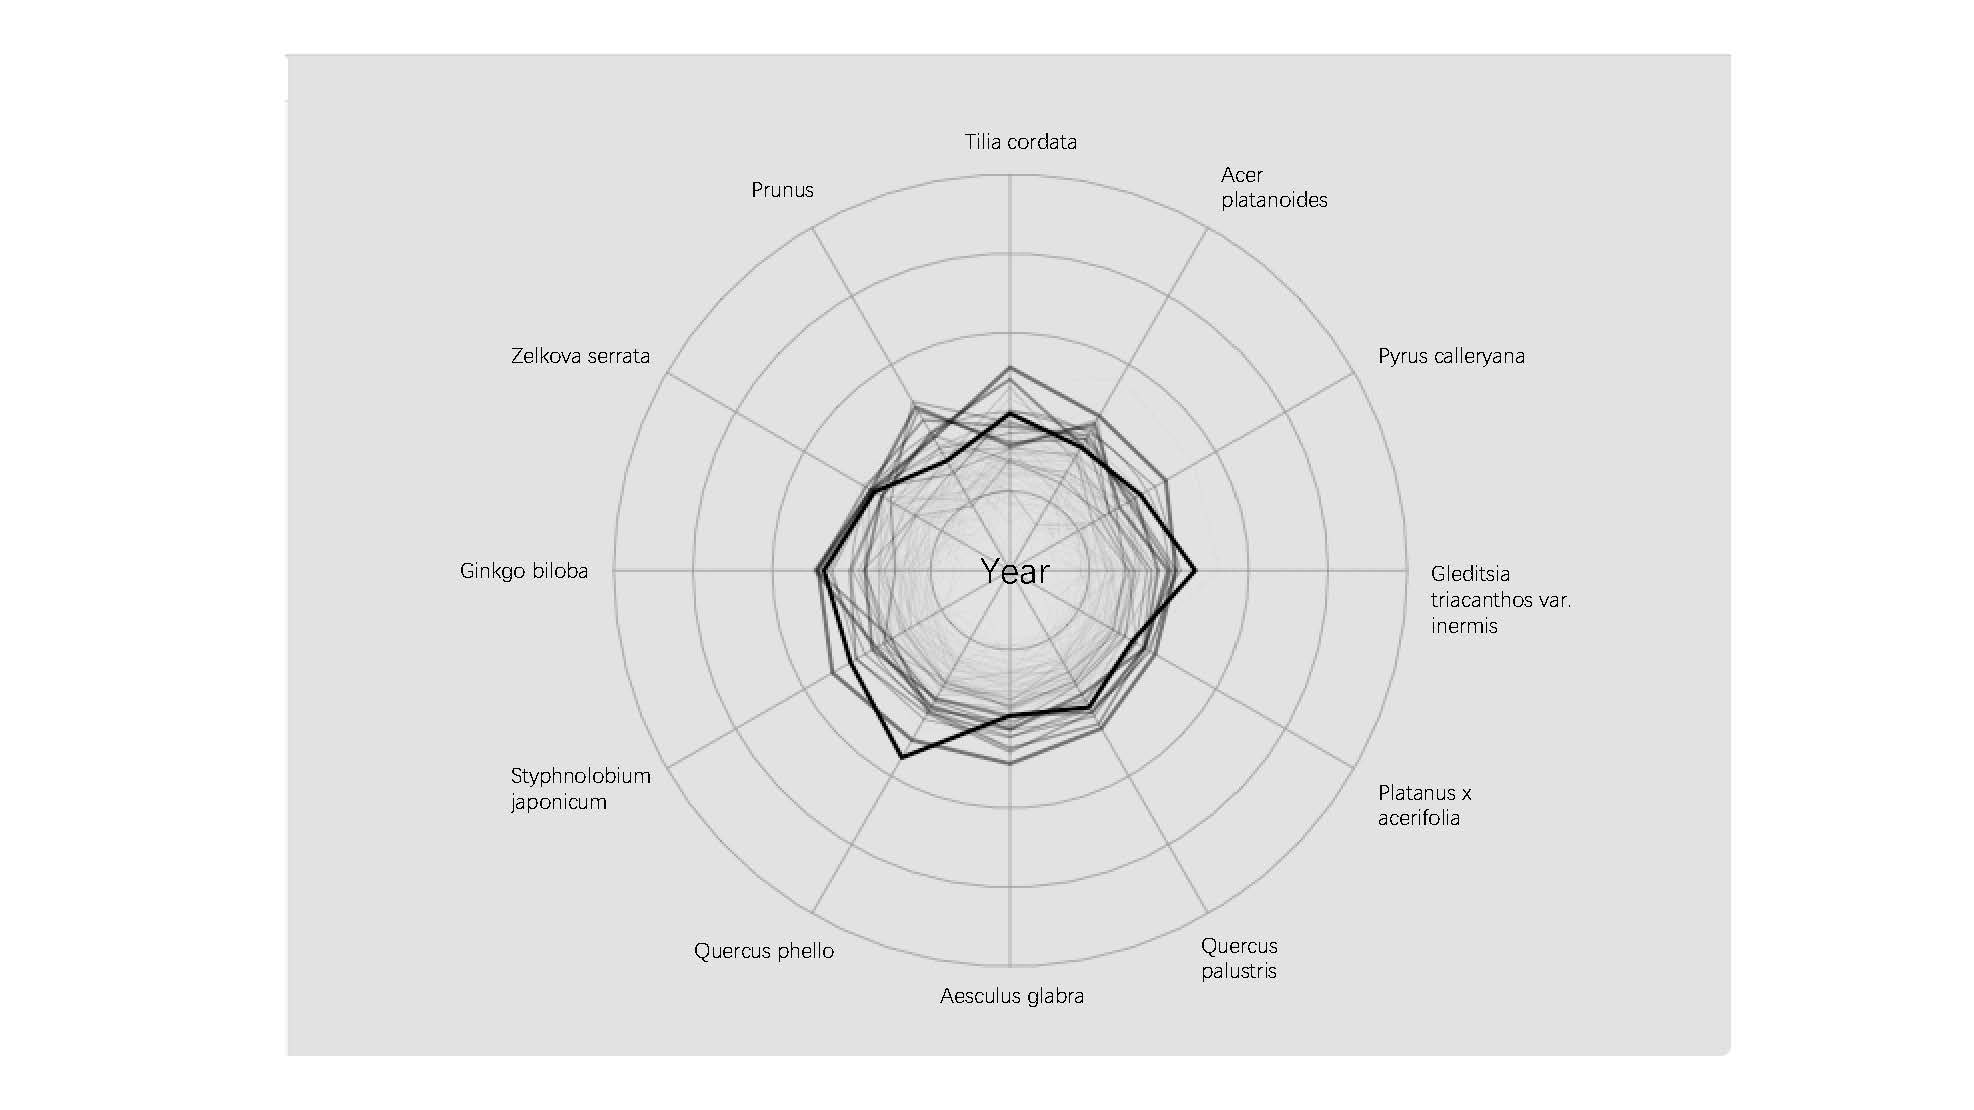 Tilia cordata
Acer
platanoides
Prunus
Zelkova serrata
Pyrus calleryana
Ginkgo biloba
Year
Gleditsia
triacanthos var.
inermis
Styphnolobium
japonicum
Platanus x
acerifolia
Quercus phello
Quercus
palustris
Aesculus glabra